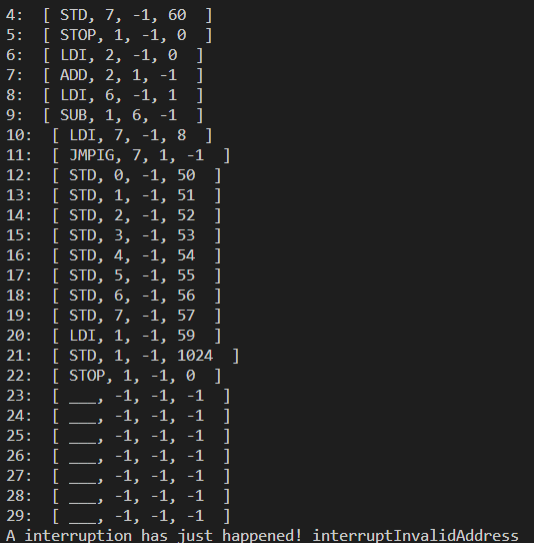 4:  [ STD, 7, -1, 60  ]
5:  [ STOP, 1, -1, 0  ]
6:  [ LDI, 2, -1, 0  ]
7:  [ ADD, 2, 1, -1  ]
8:  [ LDI, 6, -1, 1  ]
9:  [ SUB, 1, 6, -1  ]
10:  [ LDI, 7, -1, 8  ]
11:  [ JMPIG, 7, 1, -1  ]
12:  [ STD, 0, -1, 50  ]
13:  [ STD, 1, -1, 51  ]
14:  [ STD, 2, -1, 52  ]
15:  [ STD, 3, -1, 53  ]
16:  [ STD, 4, -1, 54  ]
17:  [ STD, 5, -1, 55  ]
18:  [ STD, 6, -1, 56  ]
19:  [ STD, 7, -1, 57  ]
20:  [ LDI, 1, -1, 59  ]
21:  [ STD, 1, -1, 1024  ]
22:  [ STOP, 1, -1, 0  ]
23:  [ ___, -1, -1, -1  ]
24:  [ ___, -1, -1, -1  ]
25:  [ ___, -1, -1, -1  ]
26:  [ ___, -1, -1, -1  ]
27:  [ ___, -1, -1, -1  ]
28:  [ ___, -1, -1, -1  ]
29:  [ ___, -1, -1, -1  ]
A interruption has just happened! interruptInvalidAddress